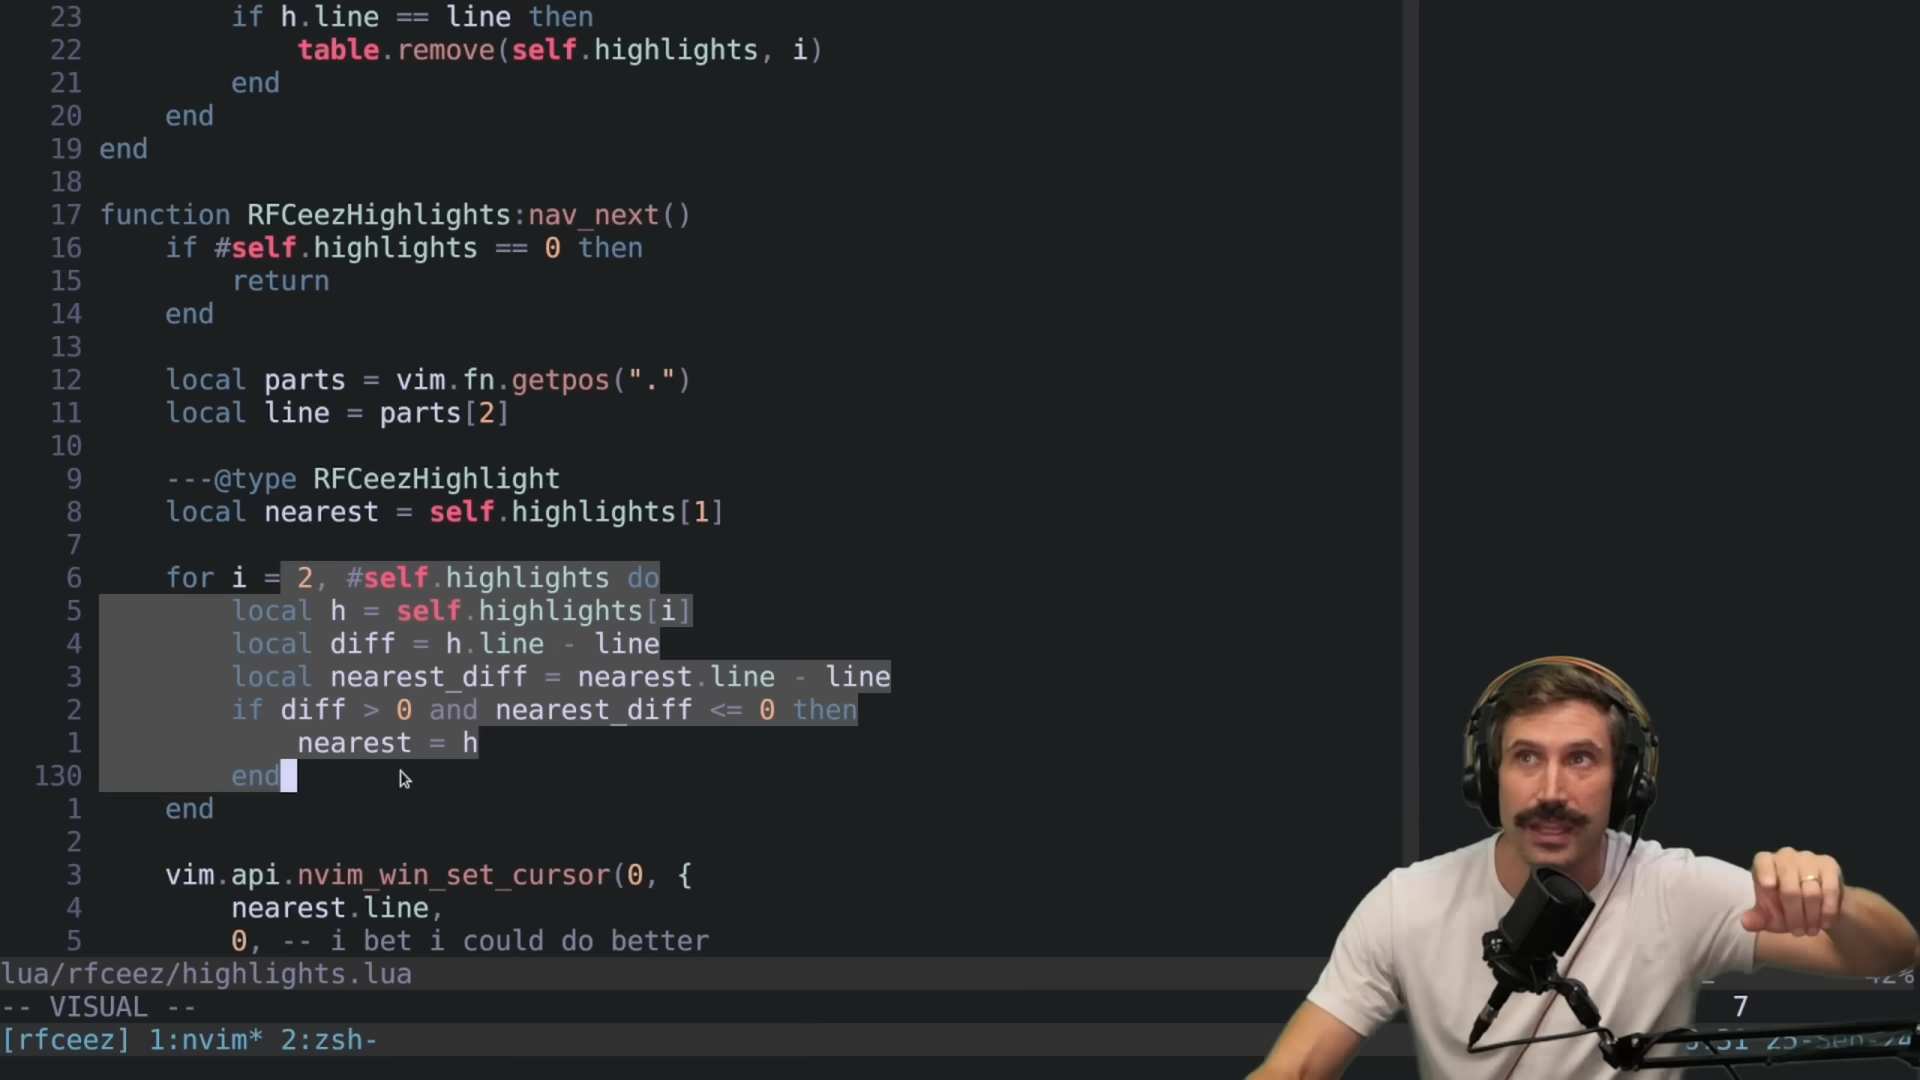 23 if h.line == line then
22 table.remove(self.highlights, i)
21 end
20 end
19 end
18
17 function RFCeezHighlights:nav_next()
16 if #self.highlights == 0 then
15 return
14 end
13
12 local parts = vim.fn.getpos(".")
11 local line = parts[2]
10
9 ---@type RFCeezHighlight
8 local nearest = self.highlights[1]
7
6 for i = 2, #self.highlights do
5 local h = self.highlights[i]
4 local diff = h.line - line
3 local nearest_diff = nearest.line - line
2 if diff > 0 and nearest_diff <= 0 then
1 nearest = h
130 end
1 end
2
3 vim.api.nvim_win_set_cursor(0, {
4 nearest.line,
5 0, -- i bet i could do better
lua/rfceez/highlights.lua 42%
-- VISUAL -- 7
[rfceez] 1:nvim* 2:zsh- 25-Sep-24